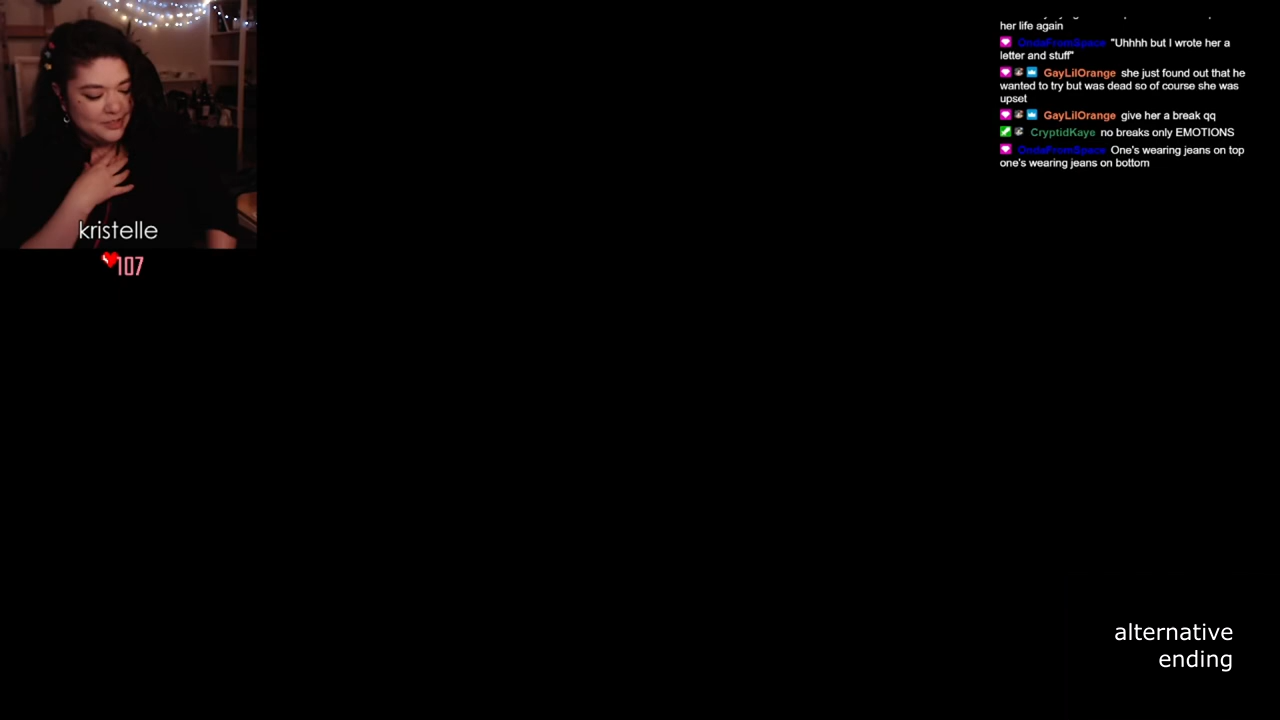 her life again
OndaFromSpace "Uhhhh but I wrote her a
letter and stuff"
GayLilOrange she just found out that he
wanted to try but was dead so of course she was
upset
GayLilOrange give her a break qq
CryptidKaye no breaks only EMOTIONS
OndaFromSpace One's wearing jeans on top
one's wearing jeans on bottom
kristelle
107
alternative
ending